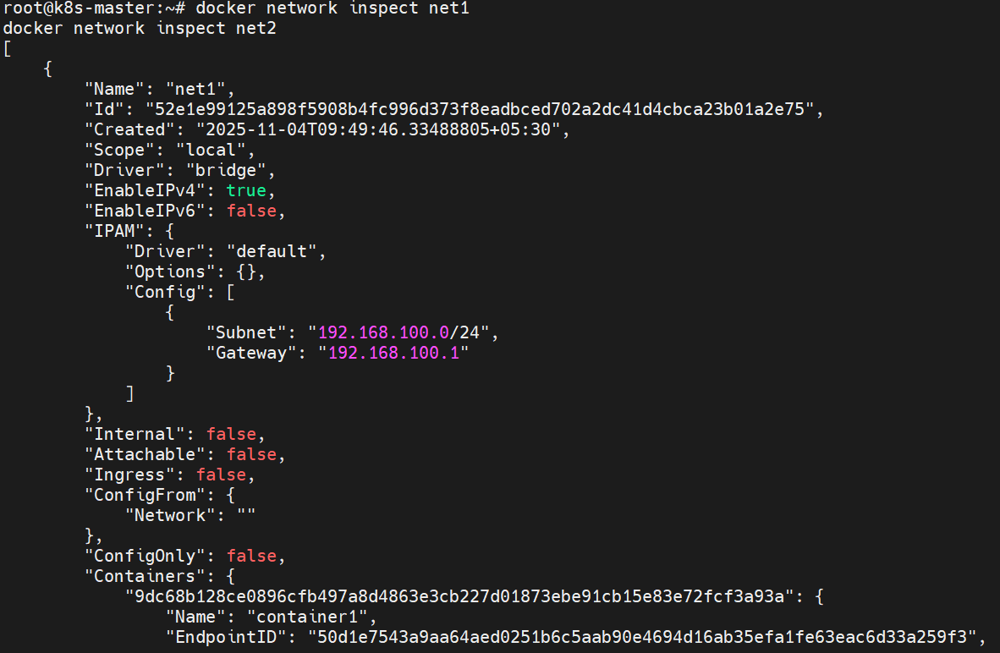 root@k8s-master:~# docker network inspect net1
docker network inspect net2
[
    {
        "Name": "net1",
        "Id": "52e1e99125a898f5908b4fc996d373f8eadbced702a2dc41d4cbca23b01a2e75",
        "Created": "2025-11-04T09:49:46.33488805+05:30",
        "Scope": "local",
        "Driver": "bridge",
        "EnableIPv4": true,
        "EnableIPv6": false,
        "IPAM": {
            "Driver": "default",
            "Options": {},
            "Config": [
                {
                    "Subnet": "192.168.100.0/24",
                    "Gateway": "192.168.100.1"
                }
            ]
        },
        "Internal": false,
        "Attachable": false,
        "Ingress": false,
        "ConfigFrom": {
            "Network": ""
        },
        "ConfigOnly": false,
        "Containers": {
            "9dc68b128ce0896cfb497a8d4863e3cb227d01873ebe91cb15e83e72fcf3a93a": {
                "Name": "container1",
                "EndpointID": "50d1e7543a9aa64aed0251b6c5aab90e4694d16ab35efa1fe63eac6d33a259f3",